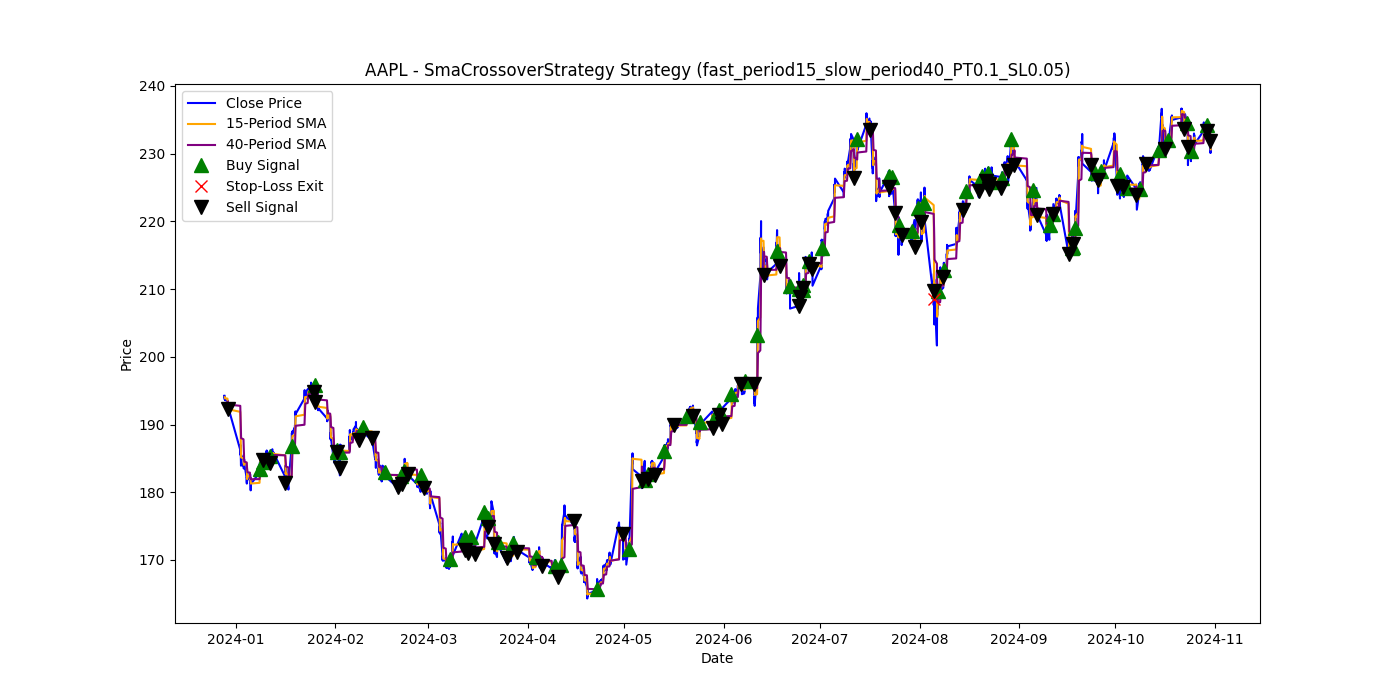 AAPL - SmaCrossoverStrategy Strategy (fast_period15_slow_period40_PT0.1_SL0.05)
Close Price
15-Period SMA
40-Period SMA
Buy Signal
Stop-Loss Exit
Sell Signal
Price
240
230
220
210
200
190
180
170
2024-01 2024-02 2024-03 2024-04 2024-05 2024-06 2024-07 2024-08 2024-09 2024-10 2024-11
Date